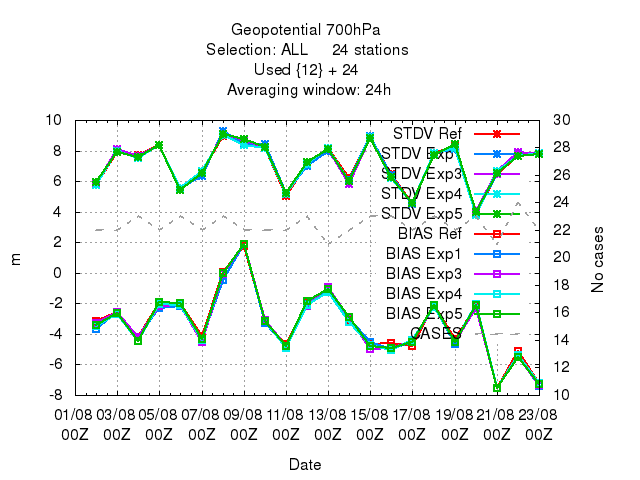 Geopotential 700hPa
Selection: ALL 24 stations
Used {12} + 24
Averaging window: 24h
10 30
8 28
6 26
4 24
2 22
0 20
-2 18
-4 16
-6 14
-8 12
10
m
No cases
STDV Ref
STDV Exp1
STDV Exp3
STDV Exp4
STDV Exp5
BIAS Ref
BIAS Exp1
BIAS Exp3
BIAS Exp4
BIAS Exp5
CASES
01/08 03/08 05/08 07/08 09/08 11/08 13/08 15/08 17/08 19/08 21/08 23/08
00Z 00Z 00Z 00Z 00Z 00Z 00Z 00Z 00Z 00Z 00Z 00Z
Date